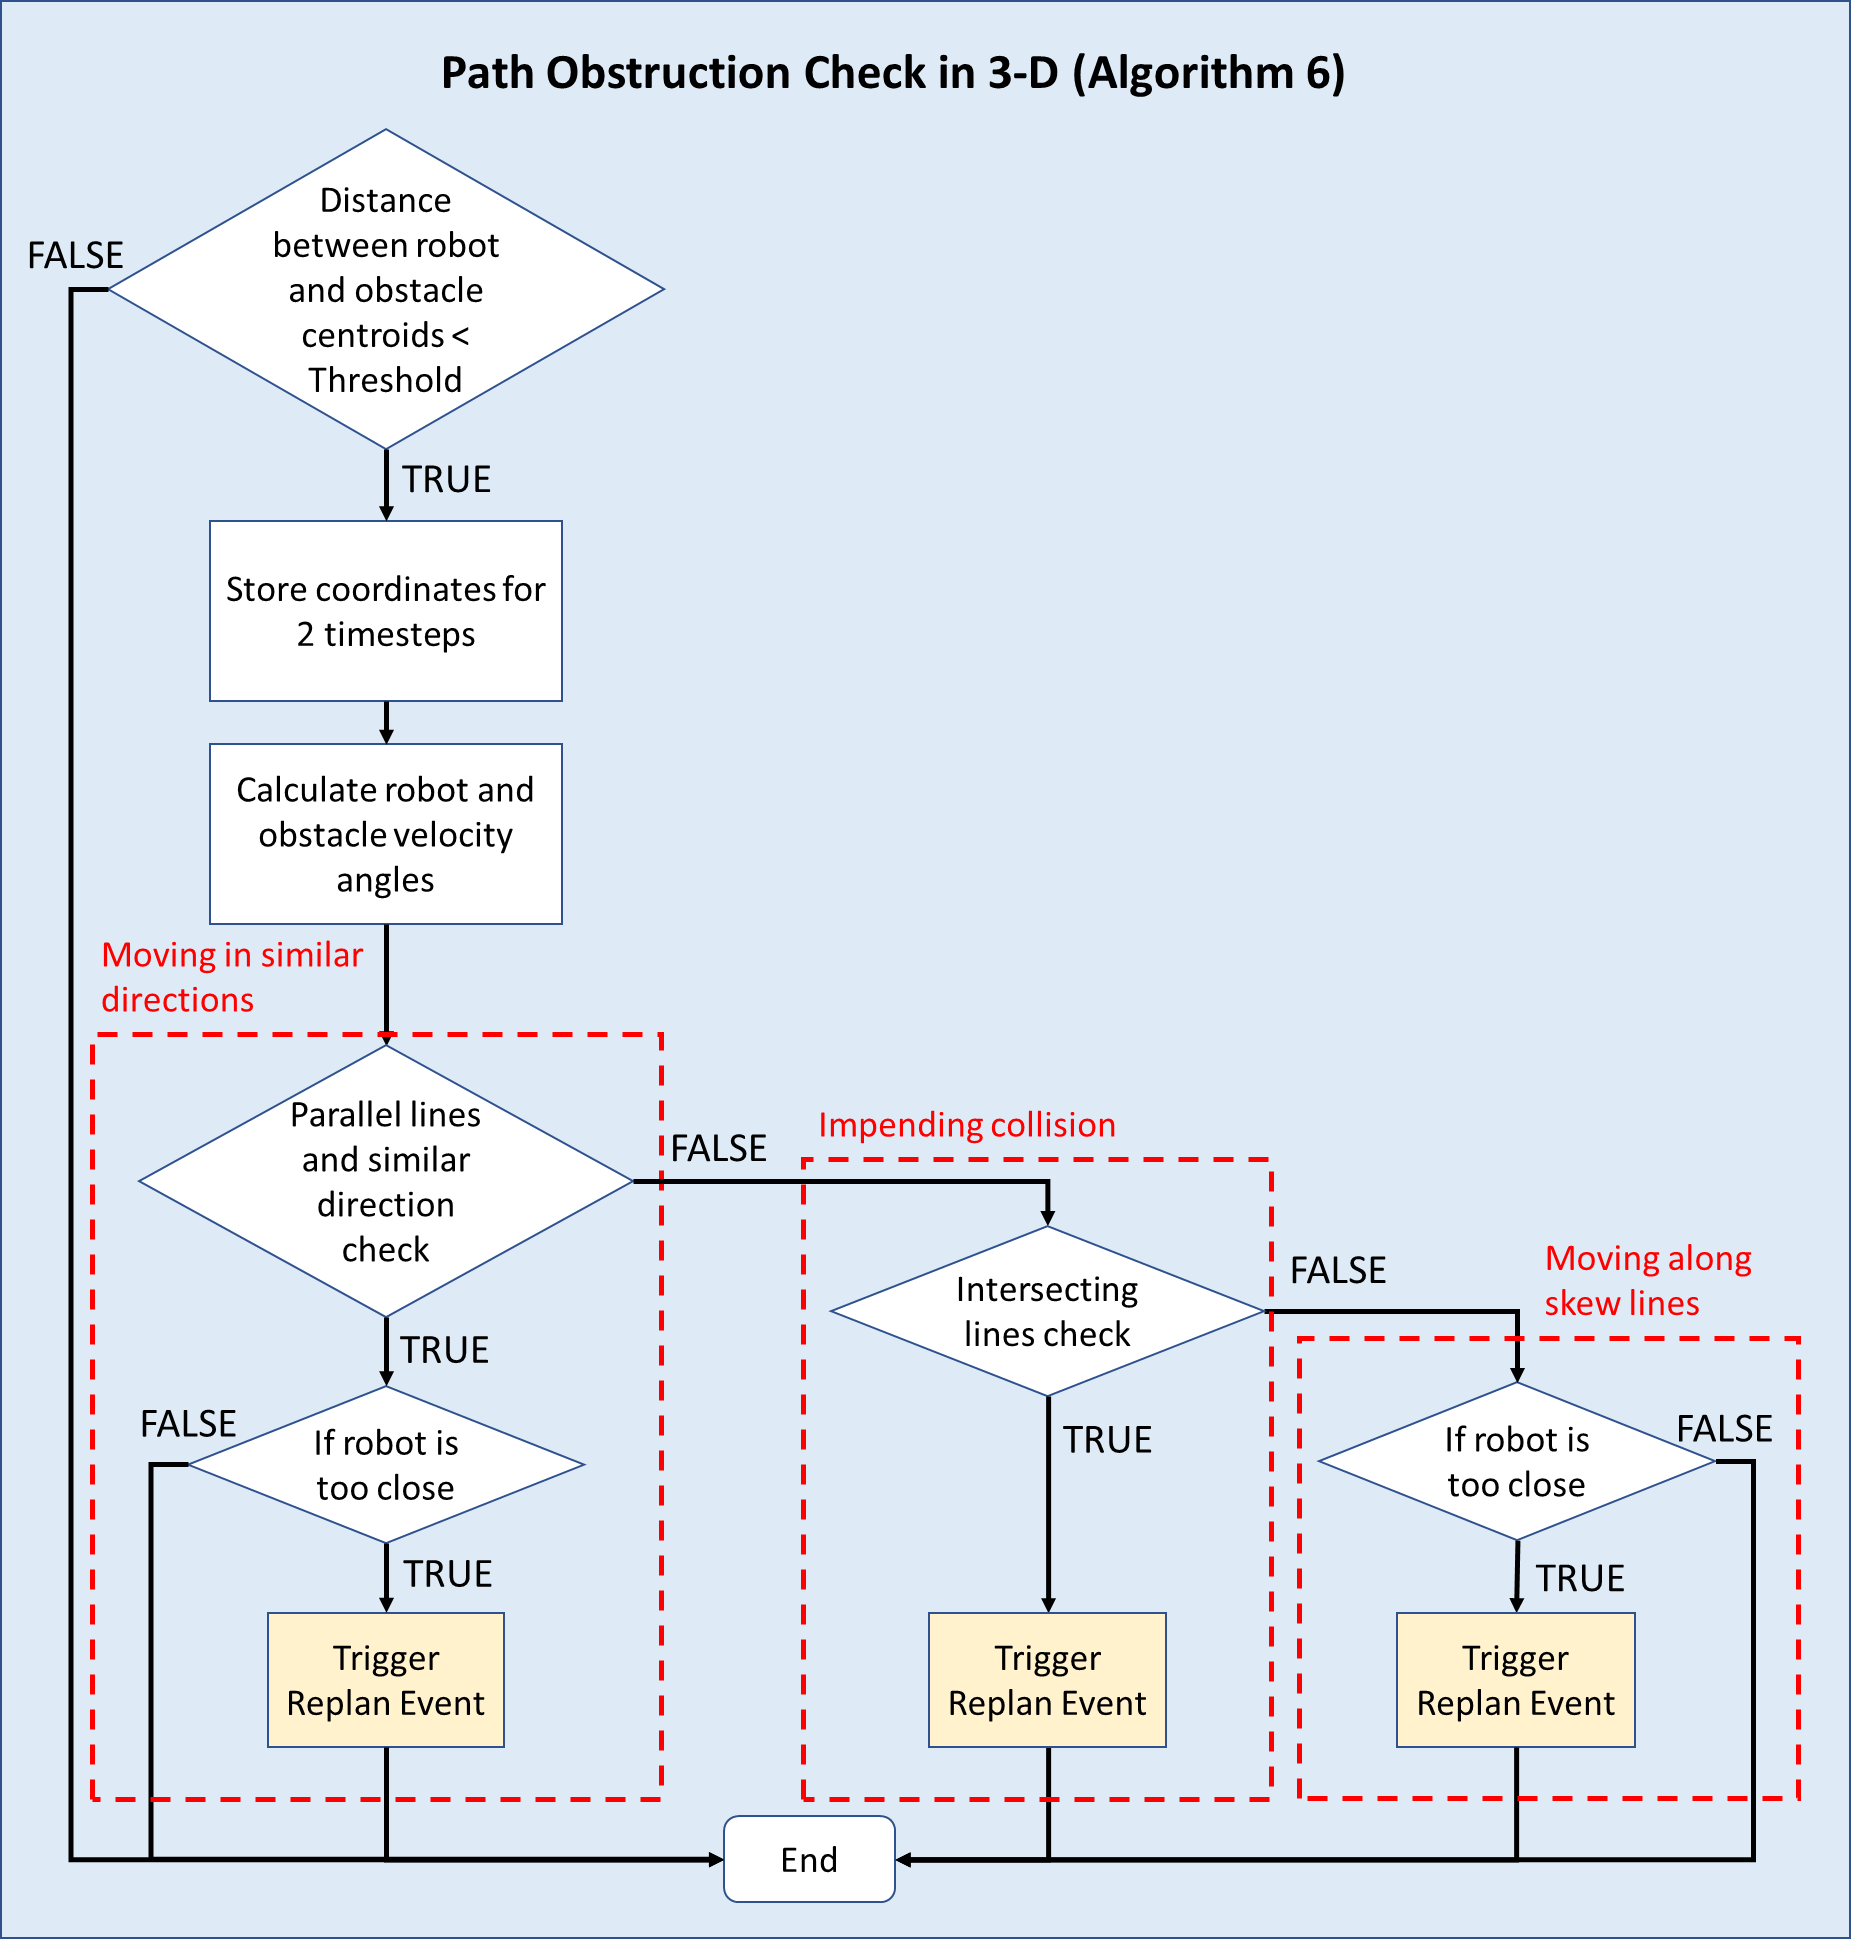 Path Obstruction Check in 3-D (Algorithm 6)
Distance
between robot
and obstacle
centroids <
Threshold
FALSE
TRUE
Store coordinates for
2 timesteps
Calculate robot and
obstacle velocity
angles
Moving in similar
directions
Parallel lines
and similar
direction
check
FALSE
TRUE
If robot is
too close
FALSE
TRUE
Trigger
Replan Event
Impending collision
Intersecting
lines check
FALSE
TRUE
Trigger
Replan Event
Moving along
skew lines
If robot is
too close
FALSE
TRUE
Trigger
Replan Event
End